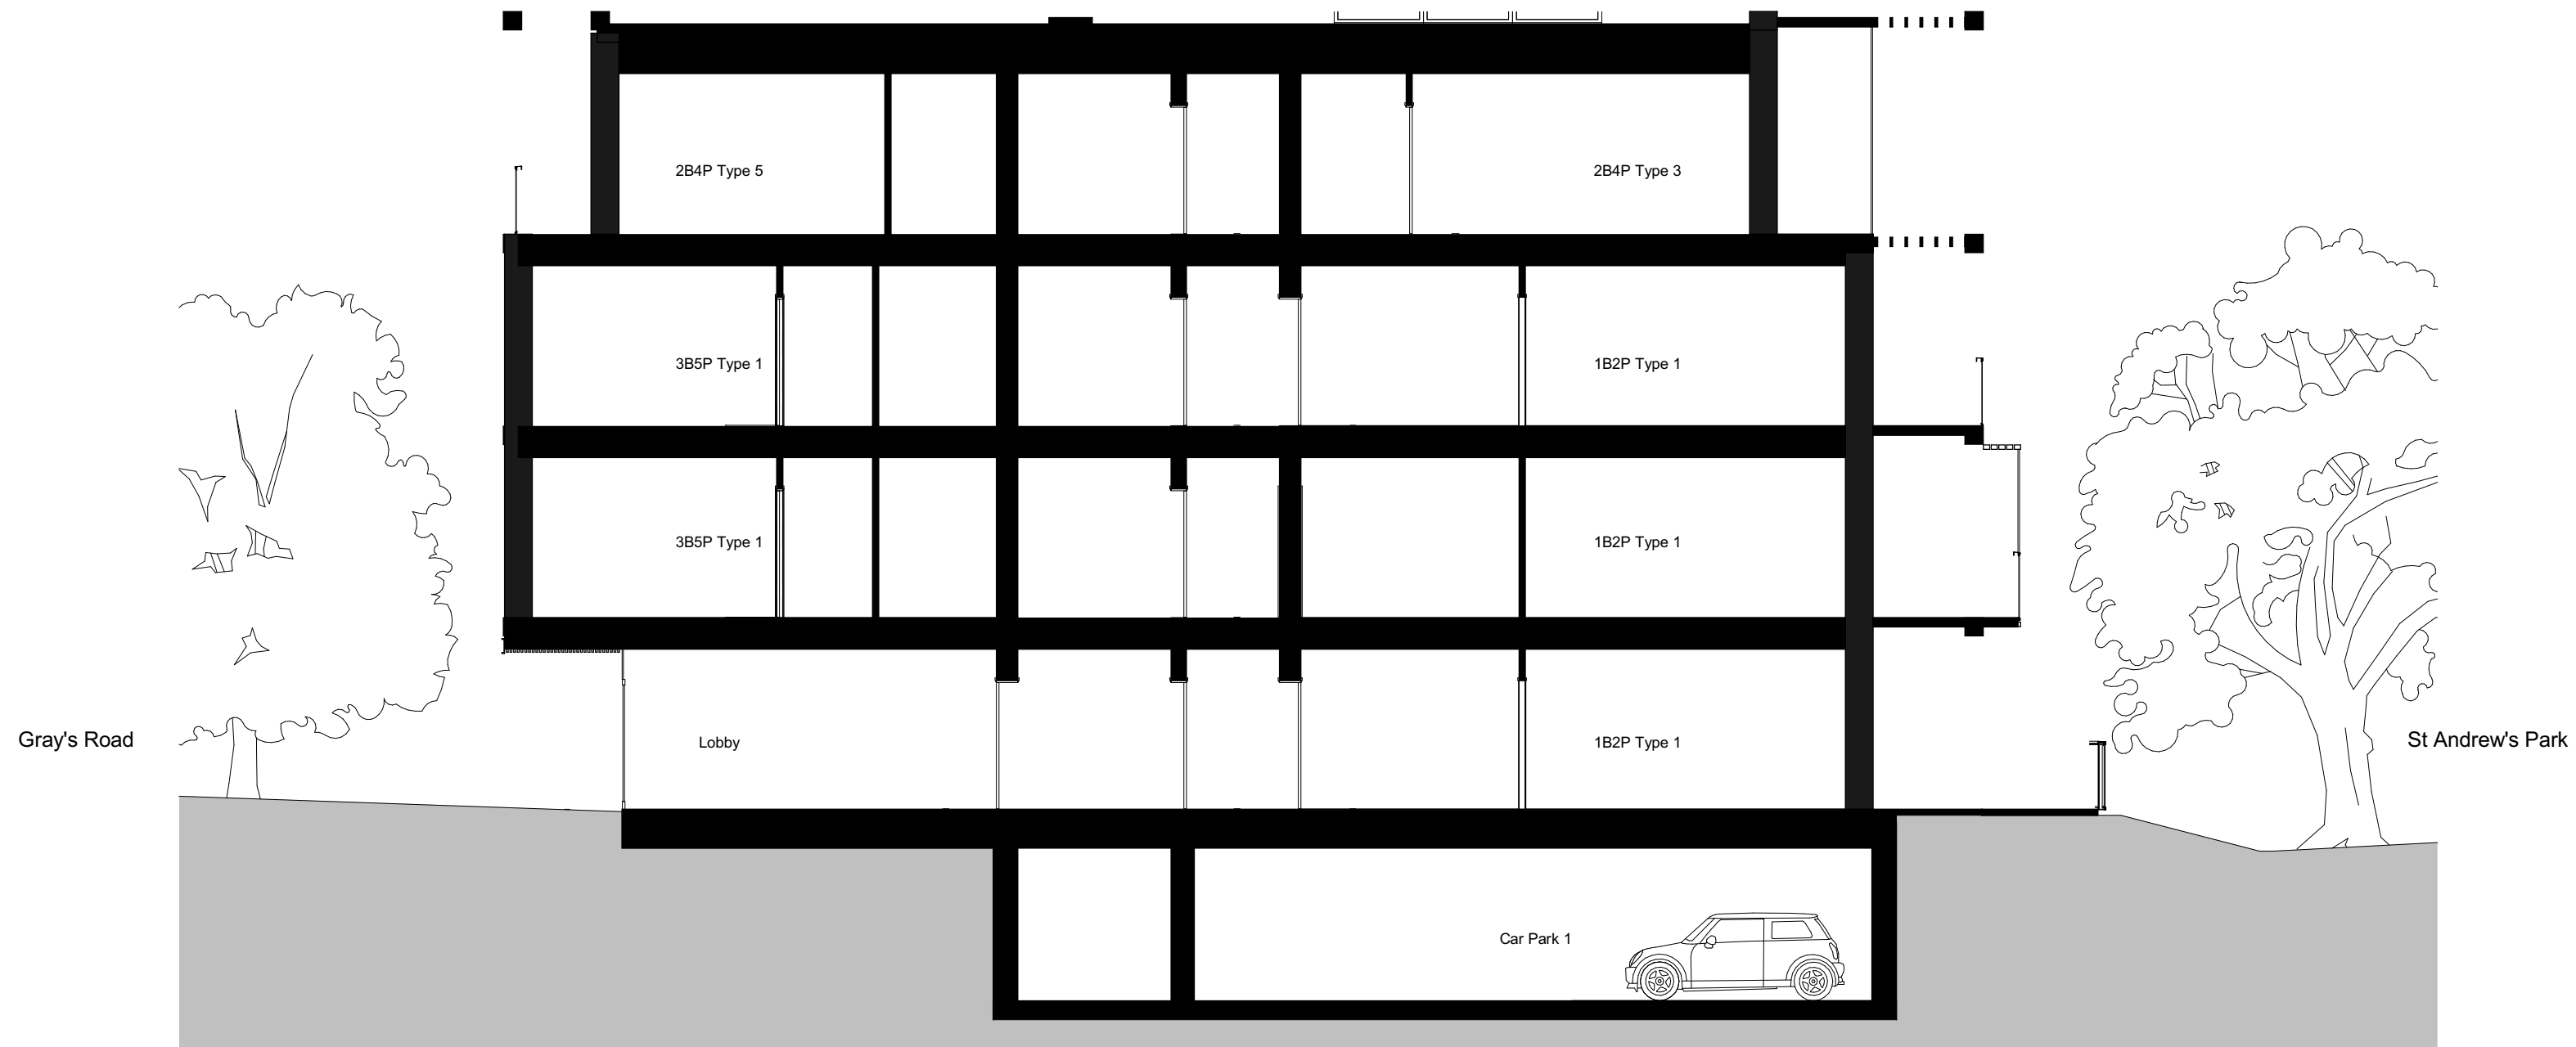 2B4P Type 5
2B4P Type 3
3B5P Type 1
1B2P Type 1
3B5P Type 1
1B2P Type 1
Gray's Road
Lobby
1B2P Type 1
St Andrew's Park
Car Park 1